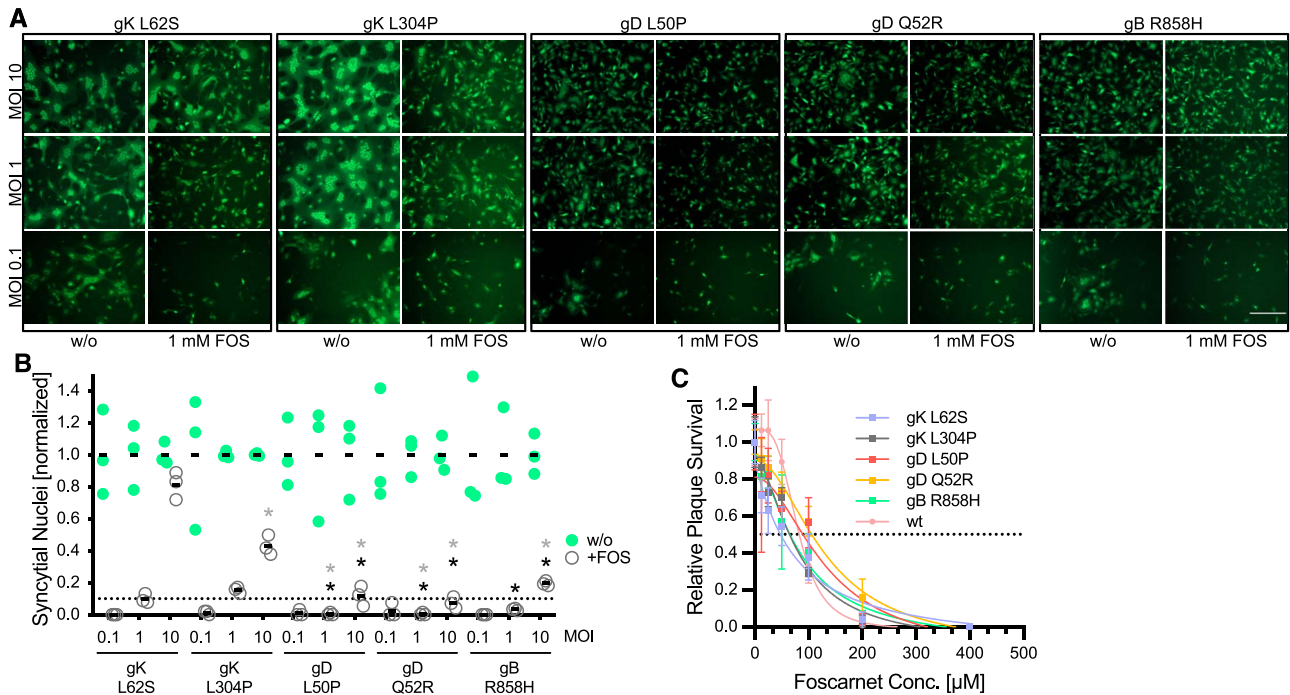 A
gK L62S gK L304P gD L50P gD Q52R gB R858H
MOI 10
MOI 1
MOI 0.1
w/o 1 mM FOS w/o 1 mM FOS w/o 1 mM FOS w/o 1 mM FOS w/o 1 mM FOS
B
Syncytial Nuclei [normalized]
1.4
1.2
1.0
0.8
0.6
0.4
0.2
0.0
* * * * * * * * * *
w/o
+FOS
0.1 1 10 0.1 1 10 0.1 1 10 0.1 1 10 0.1 1 10 MOI
gK gK gD gD gB
L62S L304P L50P Q52R R858H
C
Relative Plaque Survival
1.2
1.0
0.8
0.6
0.4
0.2
0.0
gK L62S
gK L304P
gD L50P
gD Q52R
gB R858H
wt
0 100 200 300 400 500
Foscarnet Conc. [µM]